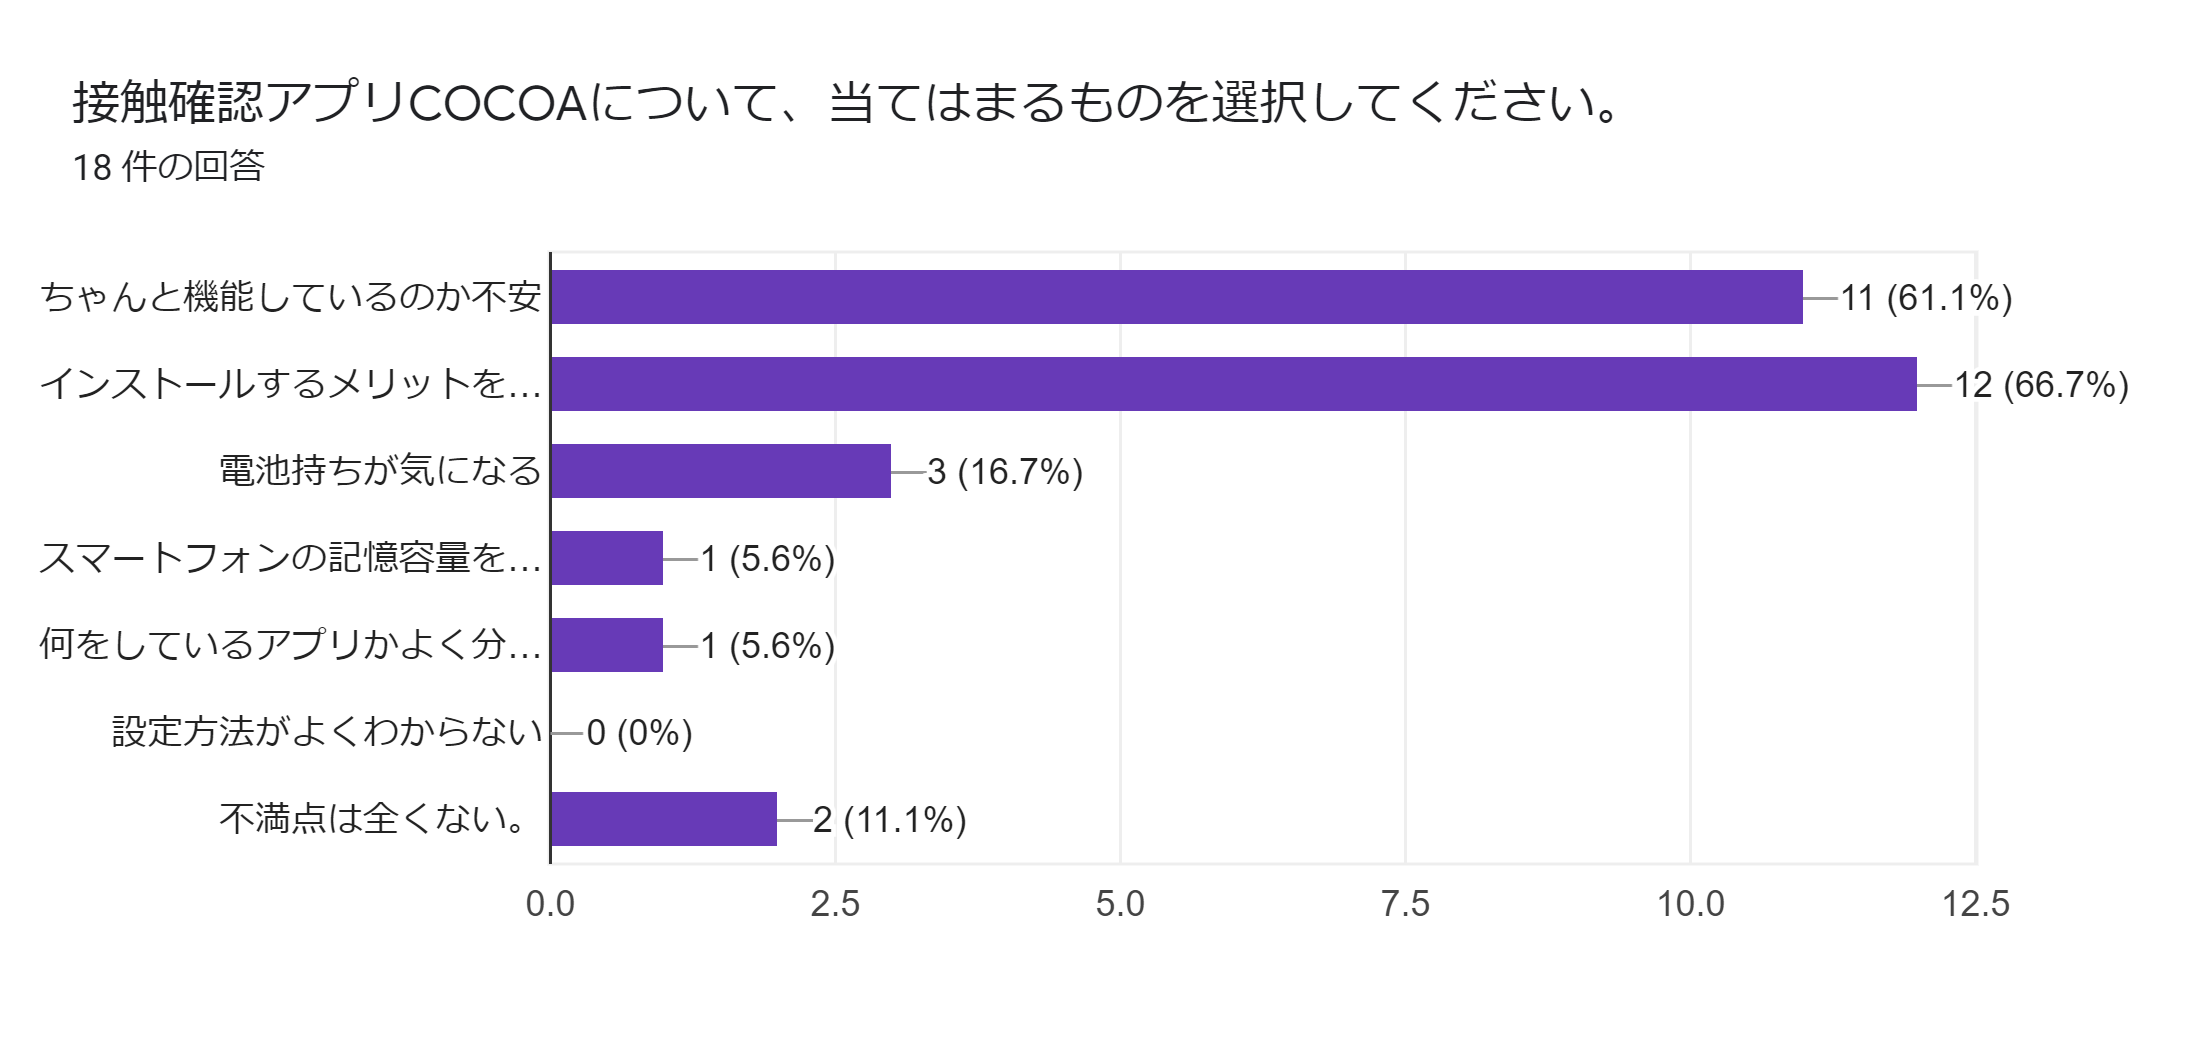 接触確認アプリCOCOAについて、当てはまるものを選択してください。
18 件の回答
ちゃんと機能しているのか不安 11 (61.1%)
インストールするメリットを… 12 (66.7%)
電池持ちが気になる 3 (16.7%)
スマートフォンの記憶容量を… 1 (5.6%)
何をしているアプリかよく分… 1 (5.6%)
設定方法がよくわからない 0 (0%)
不満点は全くない。 2 (11.1%)
0.0 2.5 5.0 7.5 10.0 12.5